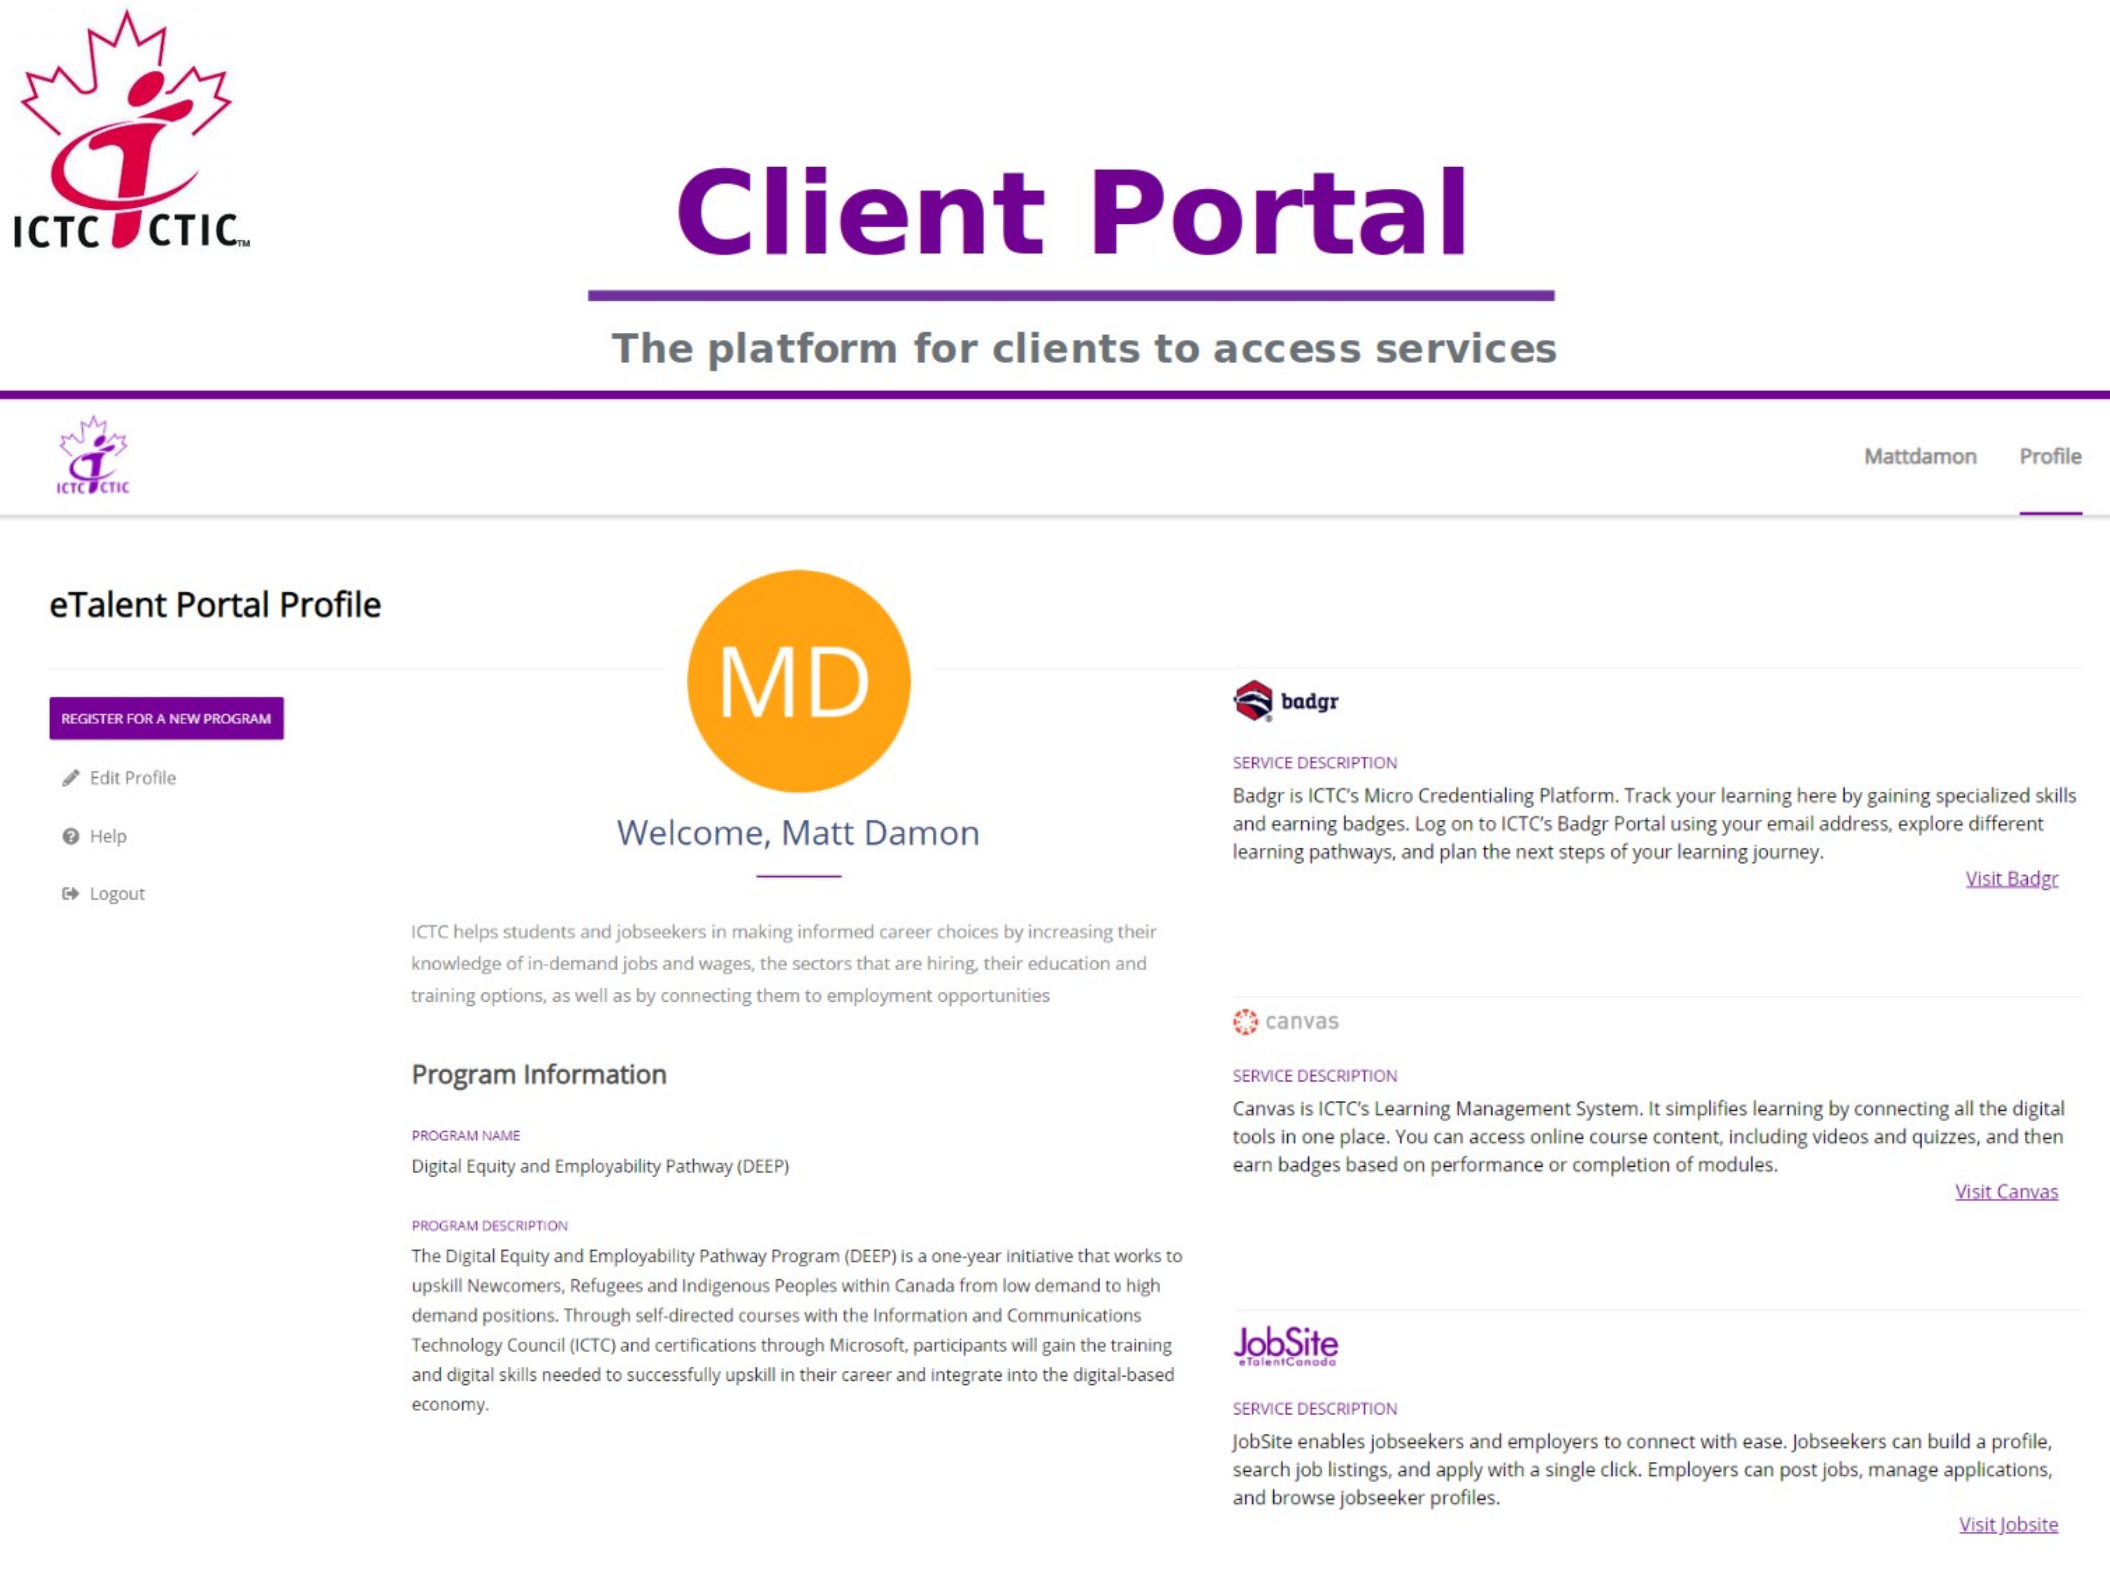 ICTC CTIC™
Client Portal
The platform for clients to access services
ICTC CTIC
Mattdamon
Profile
eTalent Portal Profile
REGISTER FOR A NEW PROGRAM
Edit Profile
Help
Logout
MD
Welcome, Matt Damon
ICTC helps students and jobseekers in making informed career choices by increasing their
knowledge of in-demand jobs and wages, the sectors that are hiring, their education and
training options, as well as by connecting them to employment opportunities
Program Information
PROGRAM NAME
Digital Equity and Employability Pathway (DEEP)
PROGRAM DESCRIPTION
The Digital Equity and Employability Pathway Program (DEEP) is a one-year initiative that works to
upskill Newcomers, Refugees and Indigenous Peoples within Canada from low demand to high
demand positions. Through self-directed courses with the Information and Communications
Technology Council (ICTC) and certifications through Microsoft, participants will gain the training
and digital skills needed to successfully upskill in their career and integrate into the digital-based
economy.
badgr®
SERVICE DESCRIPTION
Badgr is ICTC's Micro Credentialing Platform. Track your learning here by gaining specialized skills
and earning badges. Log on to ICTC's Badgr Portal using your email address, explore different
learning pathways, and plan the next steps of your learning journey.
Visit Badgr
canvas
SERVICE DESCRIPTION
Canvas is ICTC's Learning Management System. It simplifies learning by connecting all the digital
tools in one place. You can access online course content, including videos and quizzes, and then
earn badges based on performance or completion of modules.
Visit Canvas
JobSite
eTalentCanada
SERVICE DESCRIPTION
JobSite enables jobseekers and employers to connect with ease. Jobseekers can build a profile,
search job listings, and apply with a single click. Employers can post jobs, manage applications,
and browse jobseeker profiles.
Visit Jobsite